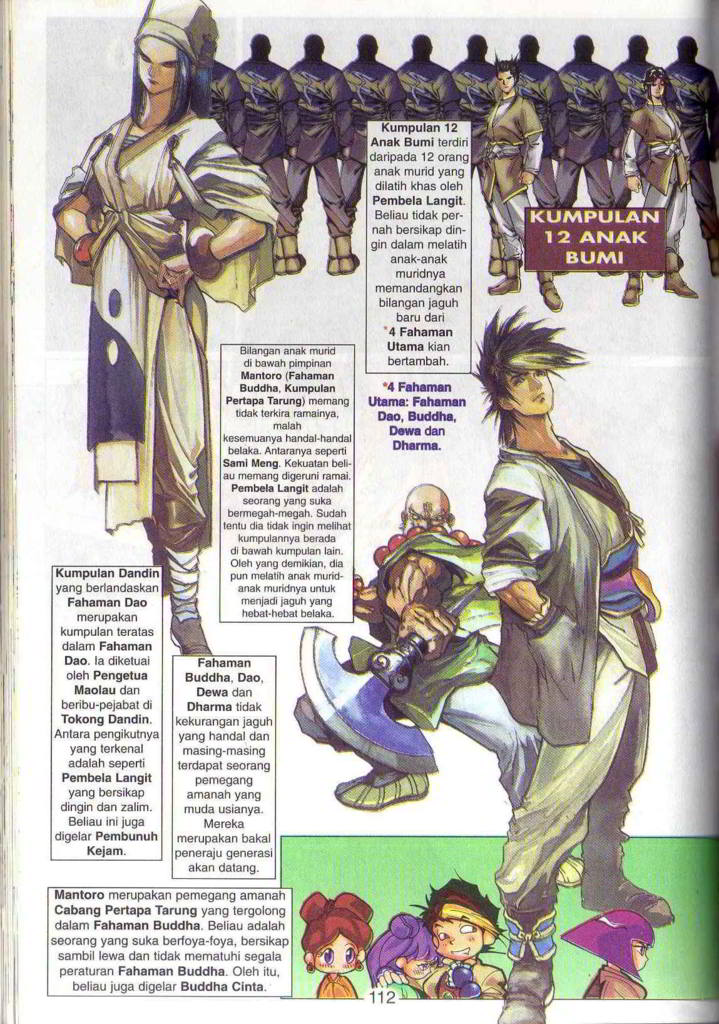 Kumpulan 12
Anak Bumi terdiri
daripada 12 orang
anak murid yang
dilatih khas oleh
Pembela Langit.
Beliau tidak per-
nah bersikap din-
gin dalam melatih
anak-anak
muridnya
memandangkan
bilangan jaguh
baru dari
*4 Fahaman
Utama kian
bertambah.
KUMPULAN
12 ANAK
BUMI
*4 Fahaman
Utama: Fahaman
Dao, Buddha,
Dewa dan
Dharma.
Bilangan anak murid
di bawah pimpinan
Mantoro (Fahaman
Buddha, Kumpulan
Pertapa Tarung) memang
tidak terkira ramainya,
malah
kesemuanya handal-handal
belaka. Antaranya seperti
Sami Meng. Kekuatan beli-
au memang digeruni ramai.
Pembela Langit adalah
seorang yang suka
bermegah-megah. Sudah
tentu dia tidak ingin melihat
kumpulannya berada
di bawah kumpulan lain.
Oleh yang demikian, dia
pun melatih anak murid-
anak muridnya untuk
menjadi jaguh yang
hebat-hebat belaka.
Kumpulan Dandin
yang berlandaskan
Fahaman Dao
merupakan
kumpulan teratas
dalam Fahaman
Dao. Ia diketuai
oleh Pengetua
Maolau dan
beribu-pejabat di
Tokong Dandin.
Antara pengikutnya
yang terkenal
adalah seperti
Pembela Langit
yang bersikap
dingin dan zalim.
Beliau ini juga
digelar Pembunuh
Kejam.
Fahaman
Buddha, Dao,
Dewa dan
Dharma tidak
kekurangan jaguh
yang handal dan
masing-masing
terdapat seorang
pemegang
amanah yang
muda usianya.
Mereka
merupakan bakal
peneraju generasi
akan datang.
Mantoro merupakan pemegang amanah
Cabang Pertapa Tarung yang tergolong
dalam Fahaman Buddha. Beliau adalah
seorang yang suka berfoya-foya, bersikap
sambil lewa dan tidak mematuhi segala
peraturan Fahaman Buddha. Oleh itu,
beliau juga digelar Buddha Cinta.
112